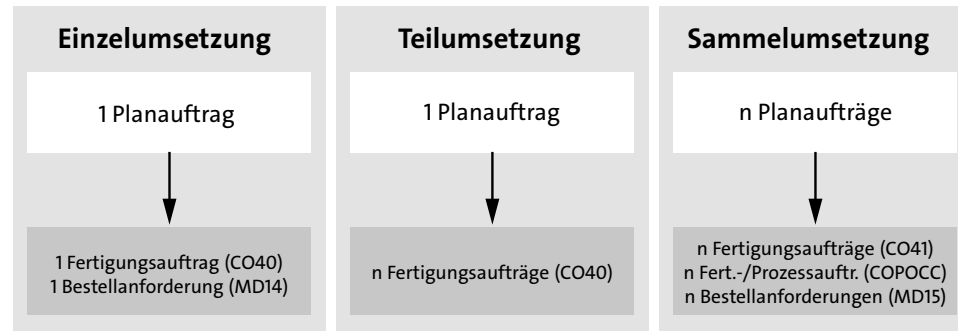 Einzelumsetzung
1 Planauftrag
1 Fertigungsauftrag (CO40)
1 Bestellanforderung (MD14)
Teilumsetzung
1 Planauftrag
n Fertigungsaufträge (CO40)
Sammelumsetzung
n Planaufträge
n Fertigungsaufträge (CO41)
n Fert.-/Prozessauftr. (COPOCC)
n Bestellanforderungen (MD15)